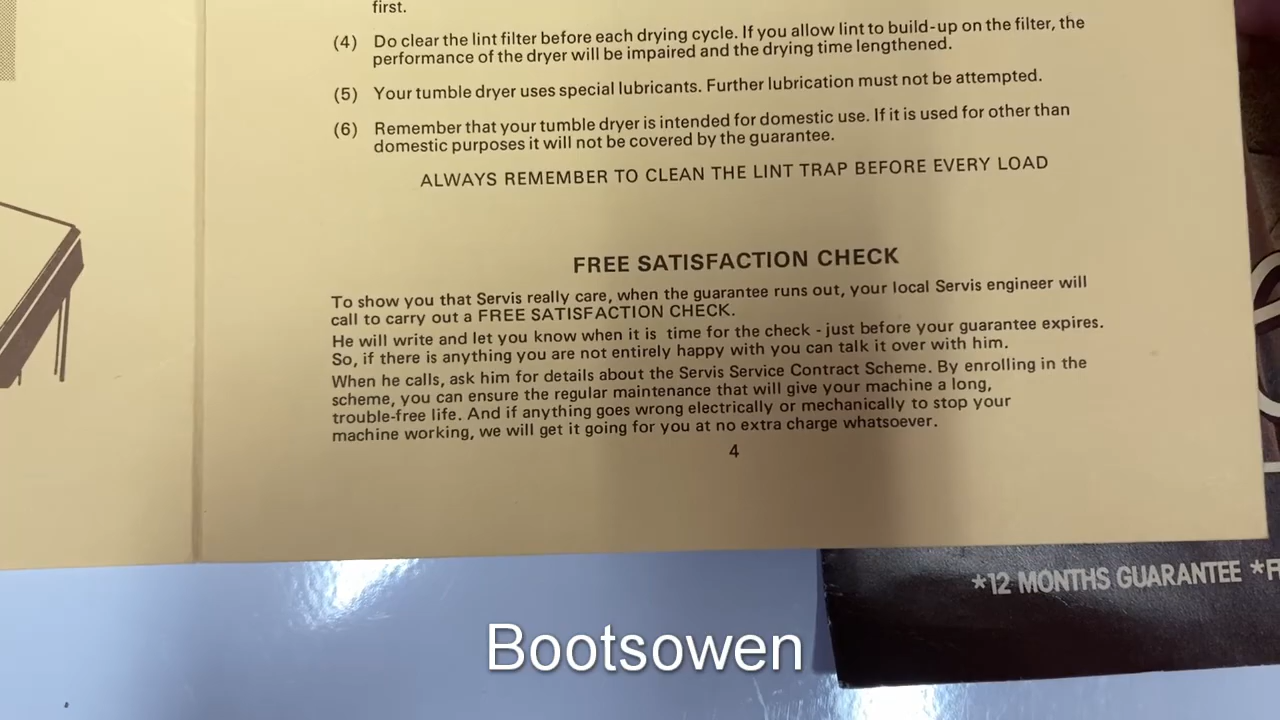 first.
(4) Do clear the lint filter before each drying cycle. If you allow lint to build-up on the filter, the
performance of the dryer will be impaired and the drying time lengthened.
(5) Your tumble dryer uses special lubricants. Further lubrication must not be attempted.
(6) Remember that your tumble dryer is intended for domestic use. If it is used for other than
domestic purposes it will not be covered by the guarantee.
ALWAYS REMEMBER TO CLEAN THE LINT TRAP BEFORE EVERY LOAD
FREE SATISFACTION CHECK
To show you that Servis really care, when the guarantee runs out, your local Servis engineer will
call to carry out a FREE SATISFACTION CHECK.
He will write and let you know when it is time for the check - just before your guarantee expires.
So, if there is anything you are not entirely happy with you can talk it over with him.
When he calls, ask him for details about the Servis Service Contract Scheme. By enrolling in the
scheme, you can ensure the regular maintenance that will give your machine a long,
trouble-free life. And if anything goes wrong electrically or mechanically to stop your
machine working, we will get it going for you at no extra charge whatsoever.
4
*12 MONTHS GUARANTEE *
Bootsowen